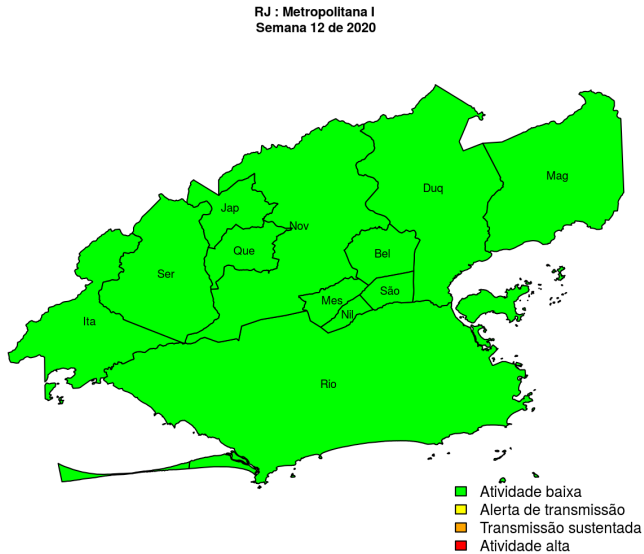 RJ : Metropolitana I
Semana 12 de 2020
Mag
Duq
Jap
Nov
Que
Bel
Ser
São
Mes
Nil
Ita
Rio
Atividade baixa
Alerta de transmissão
Transmissão sustentada
Atividade alta